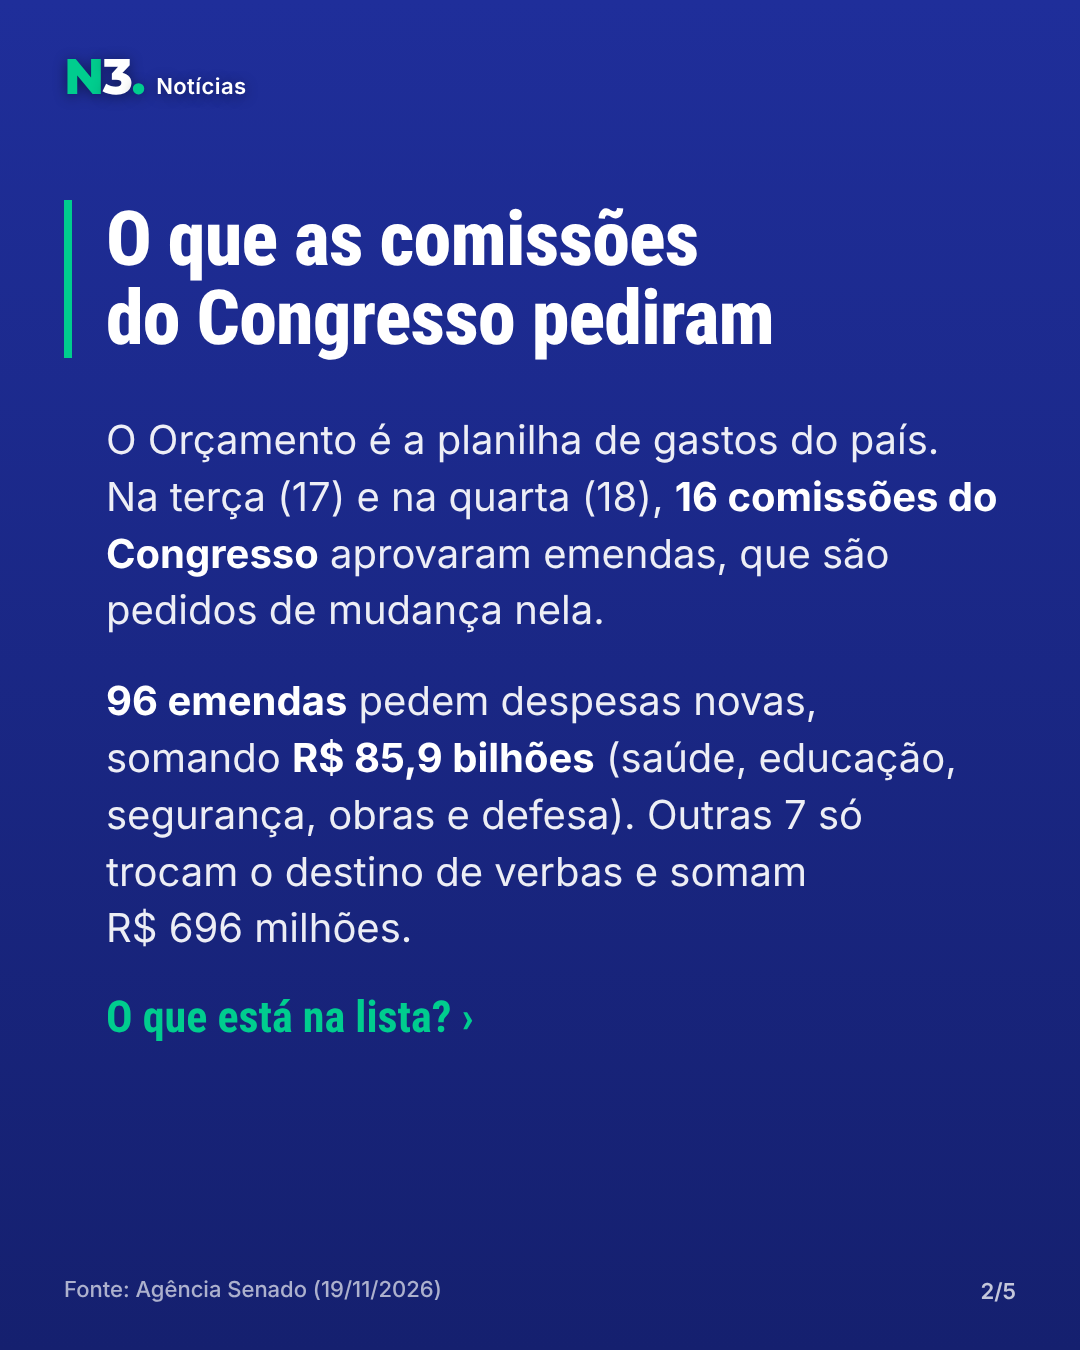 N3. Notícias
O que as comissões
do Congresso pediram
O Orçamento é a planilha de gastos do país.
Na terça (17) e na quarta (18), 16 comissões do
Congresso aprovaram emendas, que são
pedidos de mudança nela.
96 emendas pedem despesas novas,
somando R$ 85,9 bilhões (saúde, educação,
segurança, obras e defesa). Outras 7 só
trocam o destino de verbas e somam
R$ 696 milhões.
O que está na lista? ›
Fonte: Agência Senado (19/11/2026)
2/5